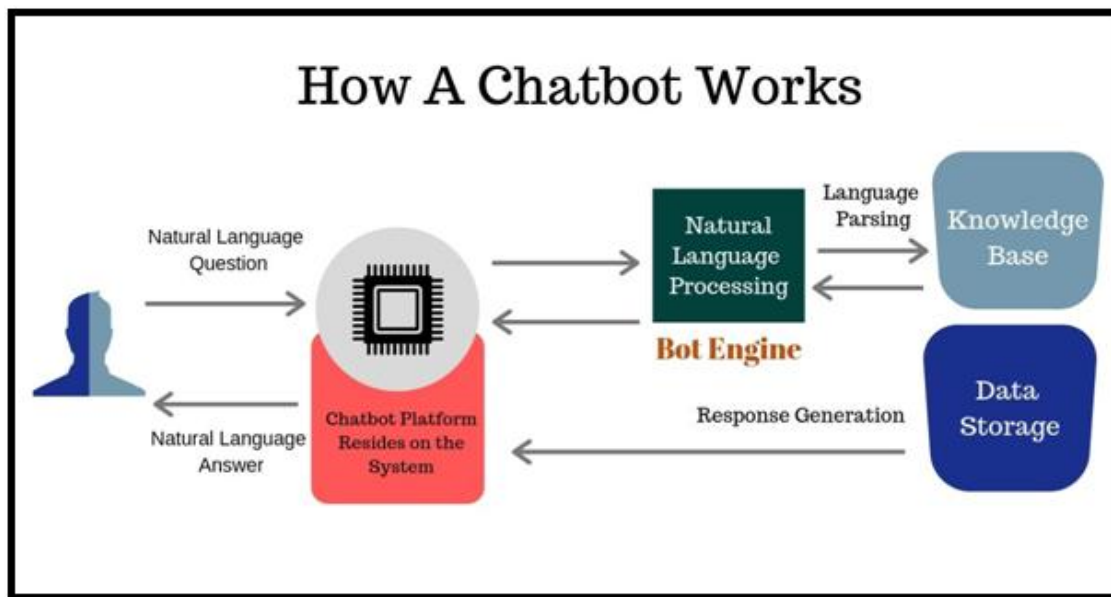 How A Chatbot Works
Natural Language
Question
Natural Language
Answer
Chatbot Platform
Resides on the
System
Natural
Language
Processing
Bot Engine
Language
Parsing
Knowledge
Base
Response Generation
Data
Storage